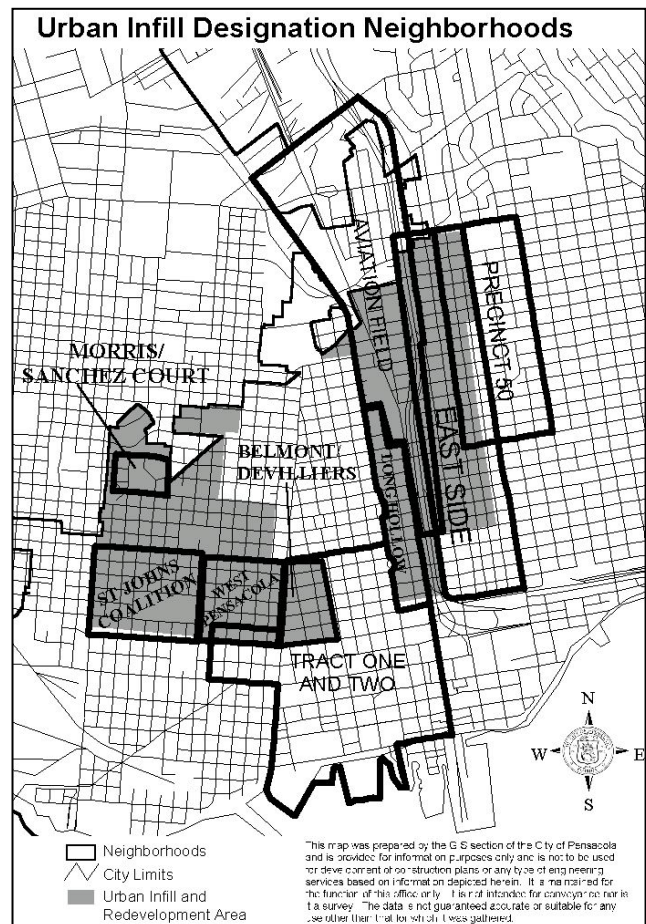 Urban Infill Designation Neighborhoods
AVIATION FIELD
PRECINCT 50
MORRIS/
SANCHEZ COURT
BELMONT/
DEVILLIERS
LONGHOLLOW
EAST SIDE
ST JOHNS
COALITION
WEST
PENSACOLA
TRACT ONE
AND TWO
N
W
E
S
Neighborhoods
City Limits
Urban Infill and
Redevelopment Area
This map was prepared by the GIS section of the City of Pensacola
and is provided for information purposes only and is not to be used
for development of construction plans or any type of engineering
services based on information depicted herein. It is maintained for
the function of this office only. It is not intended for conveyance nor is
it a survey. The data is not guaranteed accurate or suitable for any
use other than that for which it was gathered.